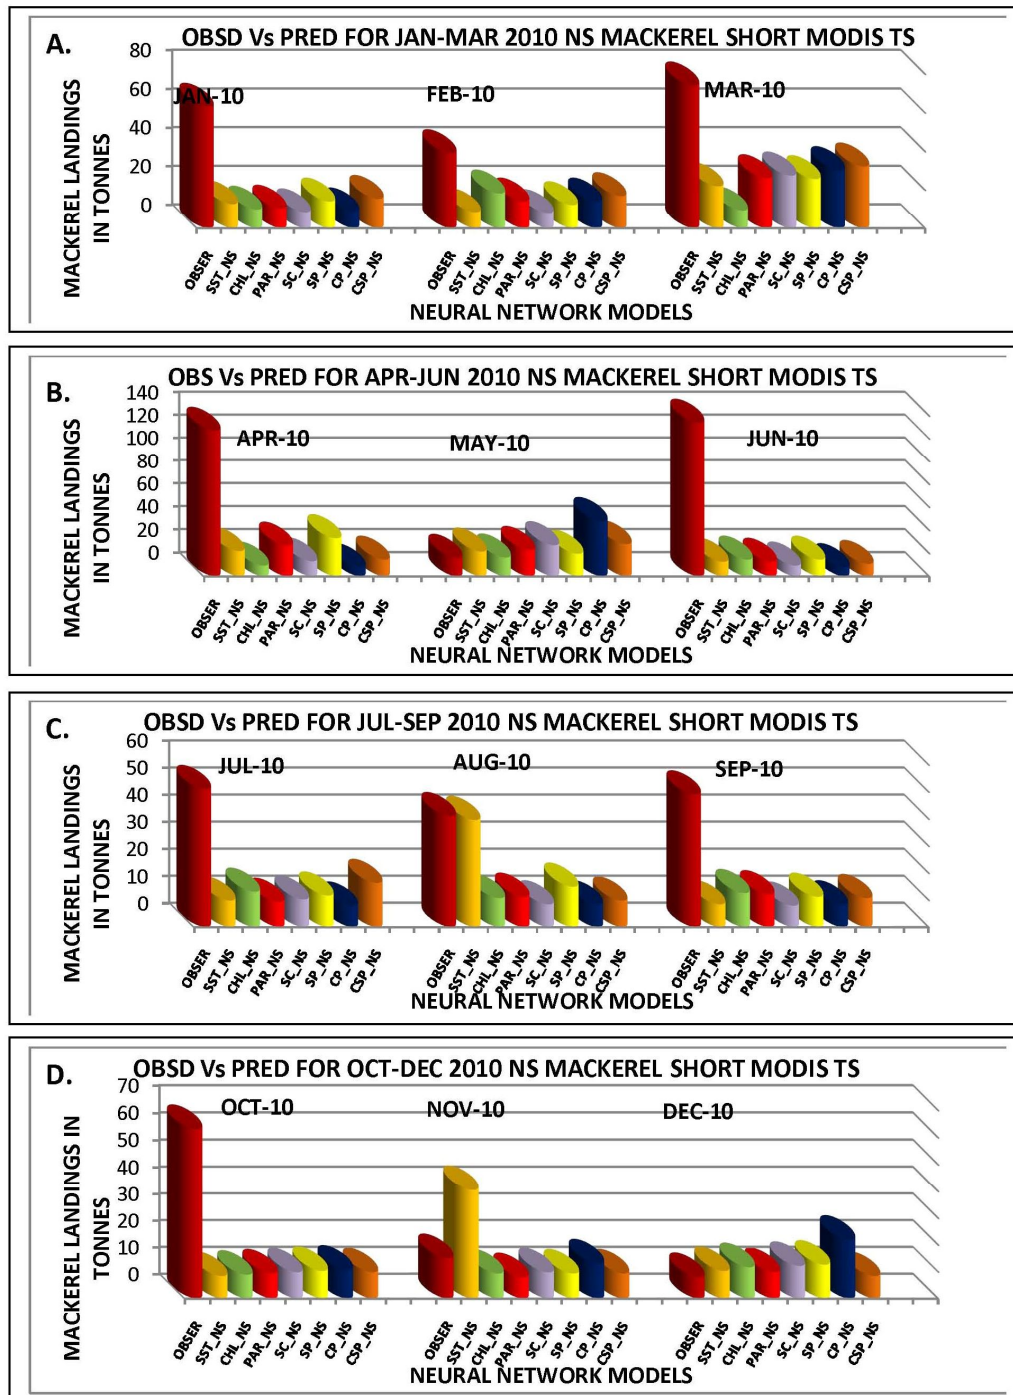 A.
OBSD Vs PRED FOR JAN-MAR 2010 NS MACKEREL SHORT MODIS TS
MACKEREL LANDINGS
IN TONNES
80
60
40
20
0
JAN-10
FEB-10
MAR-10
OBSER
SST_NS
CHL_NS
PAR_NS
SC_NS
SP_NS
CP_NS
CSP_NS
OBSER
SST_NS
CHL_NS
PAR_NS
SC_NS
SP_NS
CP_NS
CSP_NS
OBSER
SST_NS
CHL_NS
PAR_NS
SC_NS
SP_NS
CP_NS
CSP_NS
NEURAL NETWORK MODELS
B.
OBS Vs PRED FOR APR-JUN 2010 NS MACKEREL SHORT MODIS TS
MACKEREL LANDINGS
IN TONNES
140
120
100
80
60
40
20
0
APR-10
MAY-10
JUN-10
OBSER
SST_NS
CHL_NS
PAR_NS
SC_NS
SP_NS
CP_NS
CSP_NS
OBSER
SST_NS
CHL_NS
PAR_NS
SC_NS
SP_NS
CP_NS
CSP_NS
OBSER
SST_NS
CHL_NS
PAR_NS
SC_NS
SP_NS
CP_NS
CSP_NS
NEURAL NETWORK MODELS
C.
OBSD Vs PRED FOR JUL-SEP 2010 NS MACKEREL SHORT MODIS TS
MACKEREL LANDINGS
IN TONNES
60
50
40
30
20
10
0
JUL-10
AUG-10
SEP-10
OBSER
SST_NS
CHL_NS
PAR_NS
SC_NS
SP_NS
CP_NS
CSP_NS
OBSER
SST_NS
CHL_NS
PAR_NS
SC_NS
SP_NS
CP_NS
CSP_NS
OBSER
SST_NS
CHL_NS
PAR_NS
SC_NS
SP_NS
CP_NS
CSP_NS
NEURAL NETWORK MODELS
D.
OBSD Vs PRED FOR OCT-DEC 2010 NS MACKEREL SHORT MODIS TS
MACKEREL LANDINGS IN
TONNES
70
60
50
40
30
20
10
0
OCT-10
NOV-10
DEC-10
OBSER
SST_NS
CHL_NS
PAR_NS
SC_NS
SP_NS
CP_NS
CSP_NS
OBSER
SST_NS
CHL_NS
PAR_NS
SC_NS
SP_NS
CP_NS
CSP_NS
OBSER
SST_NS
CHL_NS
PAR_NS
SC_NS
SP_NS
CP_NS
CSP_NS
NEURAL NETWORK MODELS